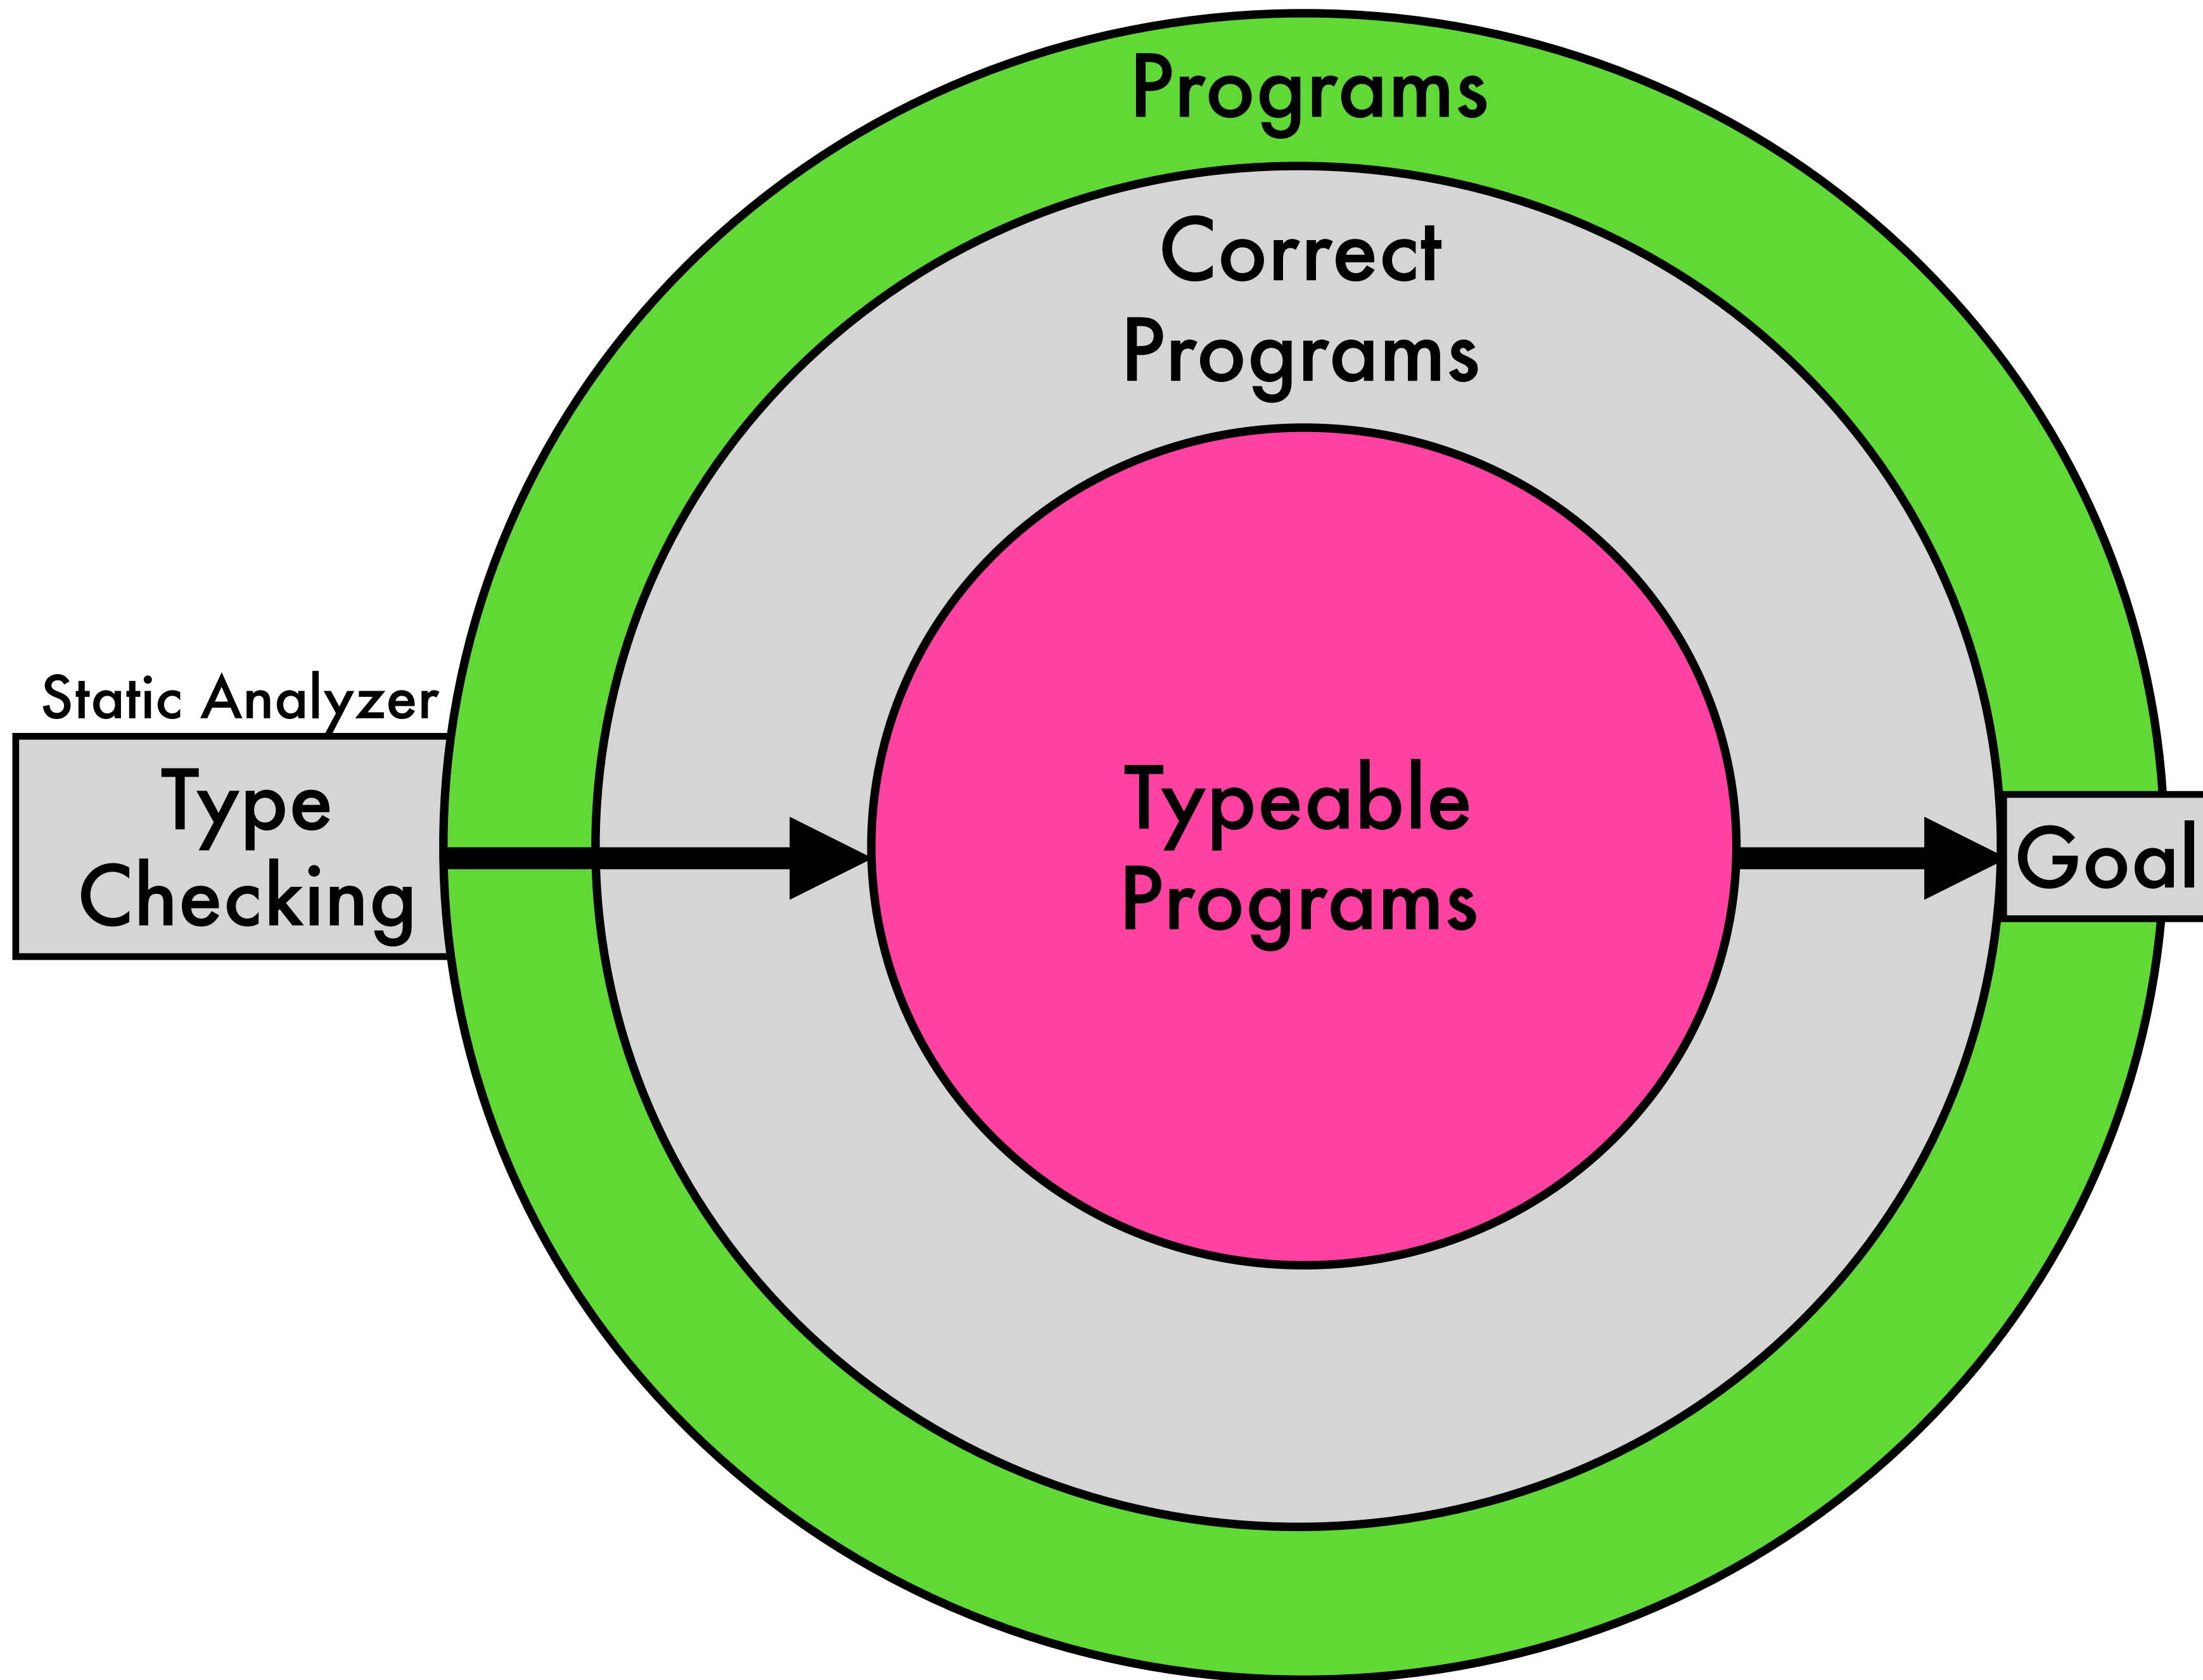 Programs
Correct
Programs
Static Analyzer
Type
Checking
Typeable
Programs
Goal